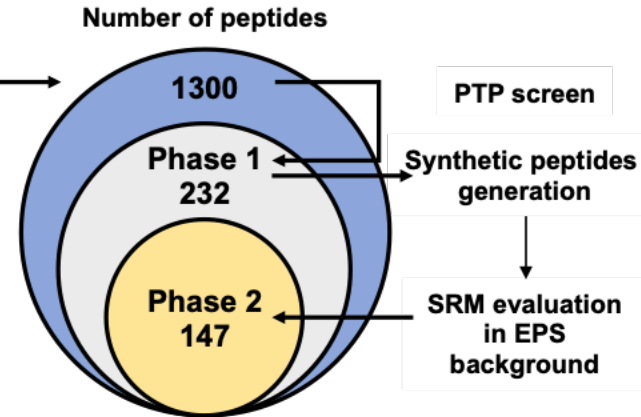 Number of peptides
1300
PTP screen
Phase 1
232
Synthetic peptides
generation
Phase 2
147
SRM evaluation
in EPS
background